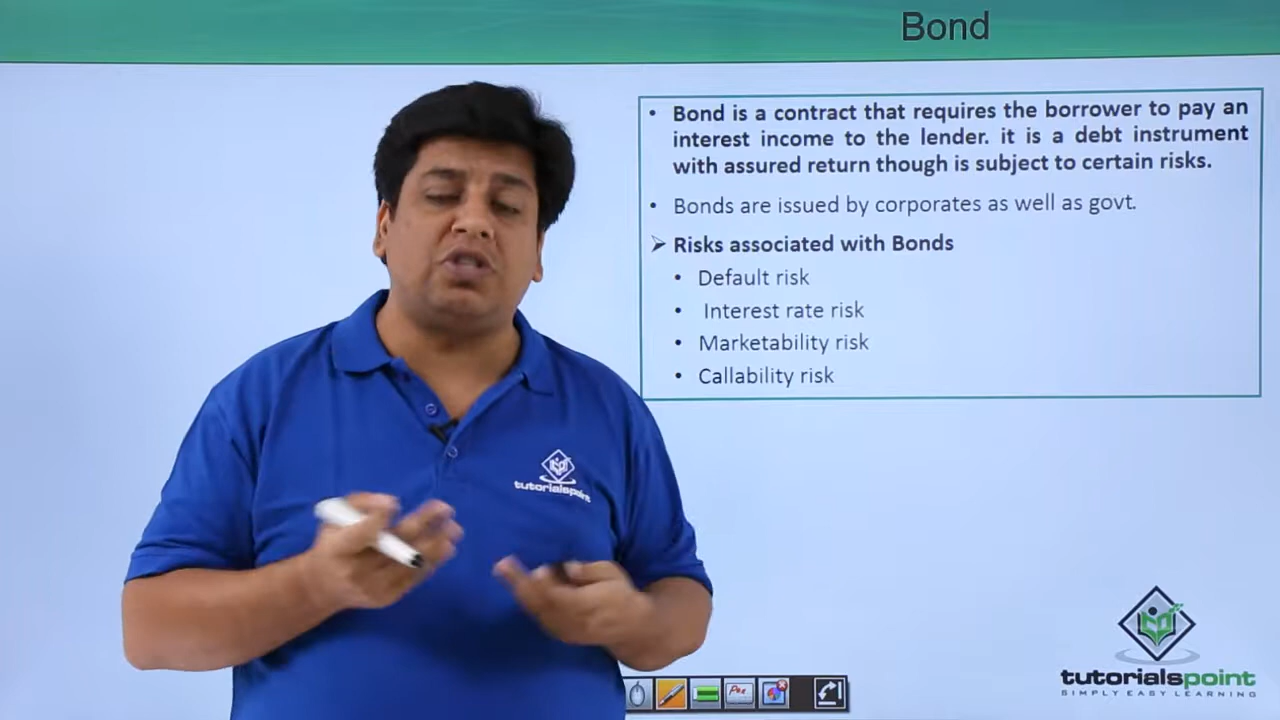 Bond
• Bond is a contract that requires the borrower to pay an
interest income to the lender. it is a debt instrument
with assured return though is subject to certain risks.
• Bonds are issued by corporates as well as govt.
➢ Risks associated with Bonds
• Default risk
• Interest rate risk
• Marketability risk
• Callability risk
tutorialspoint
Pen
tutorialspoint
SIMPLY EASY LEARNING